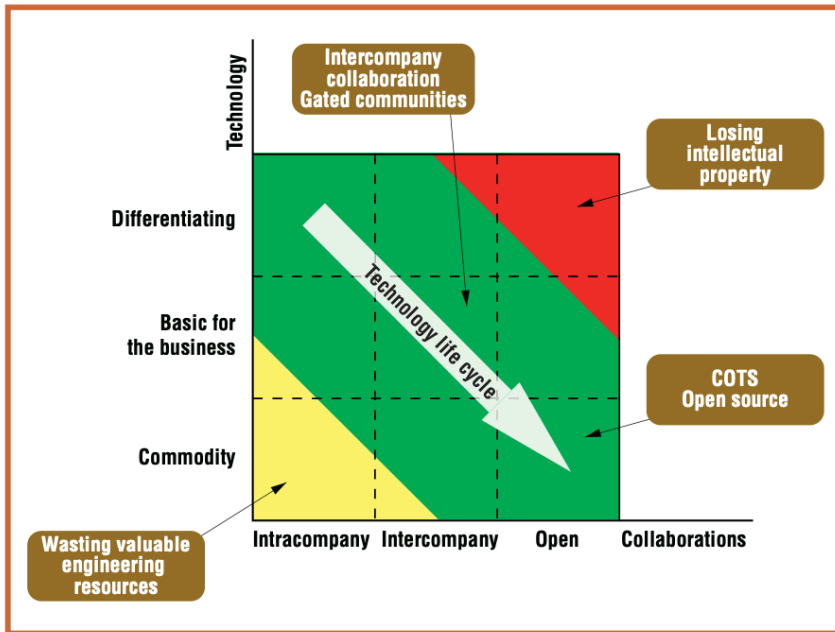 Technology
Intercompany
collaboration
Gated communities
Losing
intellectual
property
Differentiating
Technology life cycle
Basic for
the business
COTS
Open source
Commodity
Wasting valuable
engineering
resources
Intracompany
Intercompany
Open
Collaborations